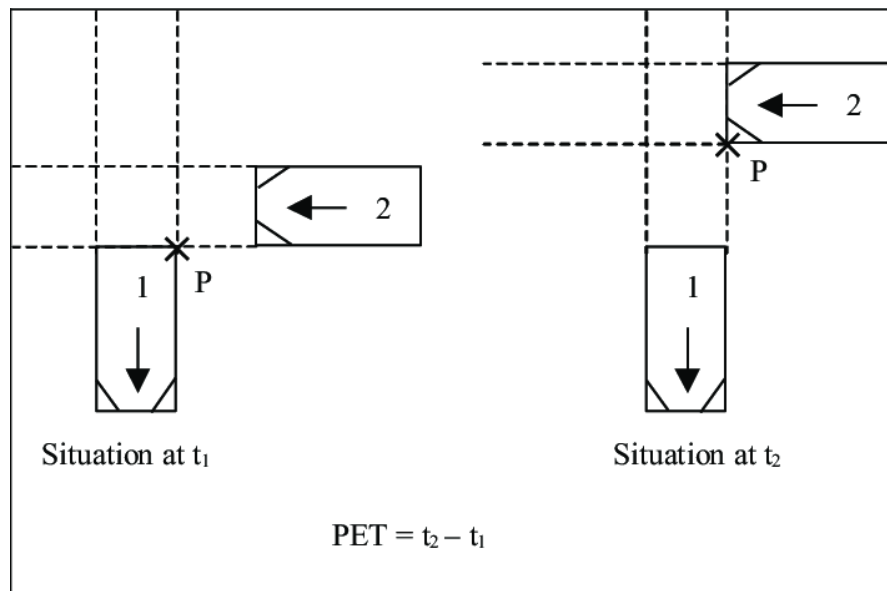 2
P
1
2
P
1
Situation at t₁
Situation at t₂
PET = t₂ – t₁